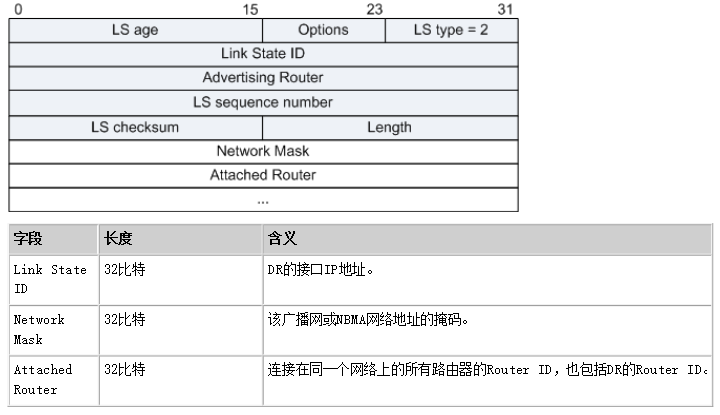 0 15 23 31
LS age Options LS type = 2
Link State ID
Advertising Router
LS sequence number
LS checksum Length
Network Mask
Attached Router
...
字段 长度 含义
Link State 32比特 DR的接口IP地址。
ID
Network 32比特 该广播网或NBMA网络地址的掩码。
Mask
Attached 32比特 连接在同一个网络上的所有路由器的Router ID，也包括DR的Router ID。
Router